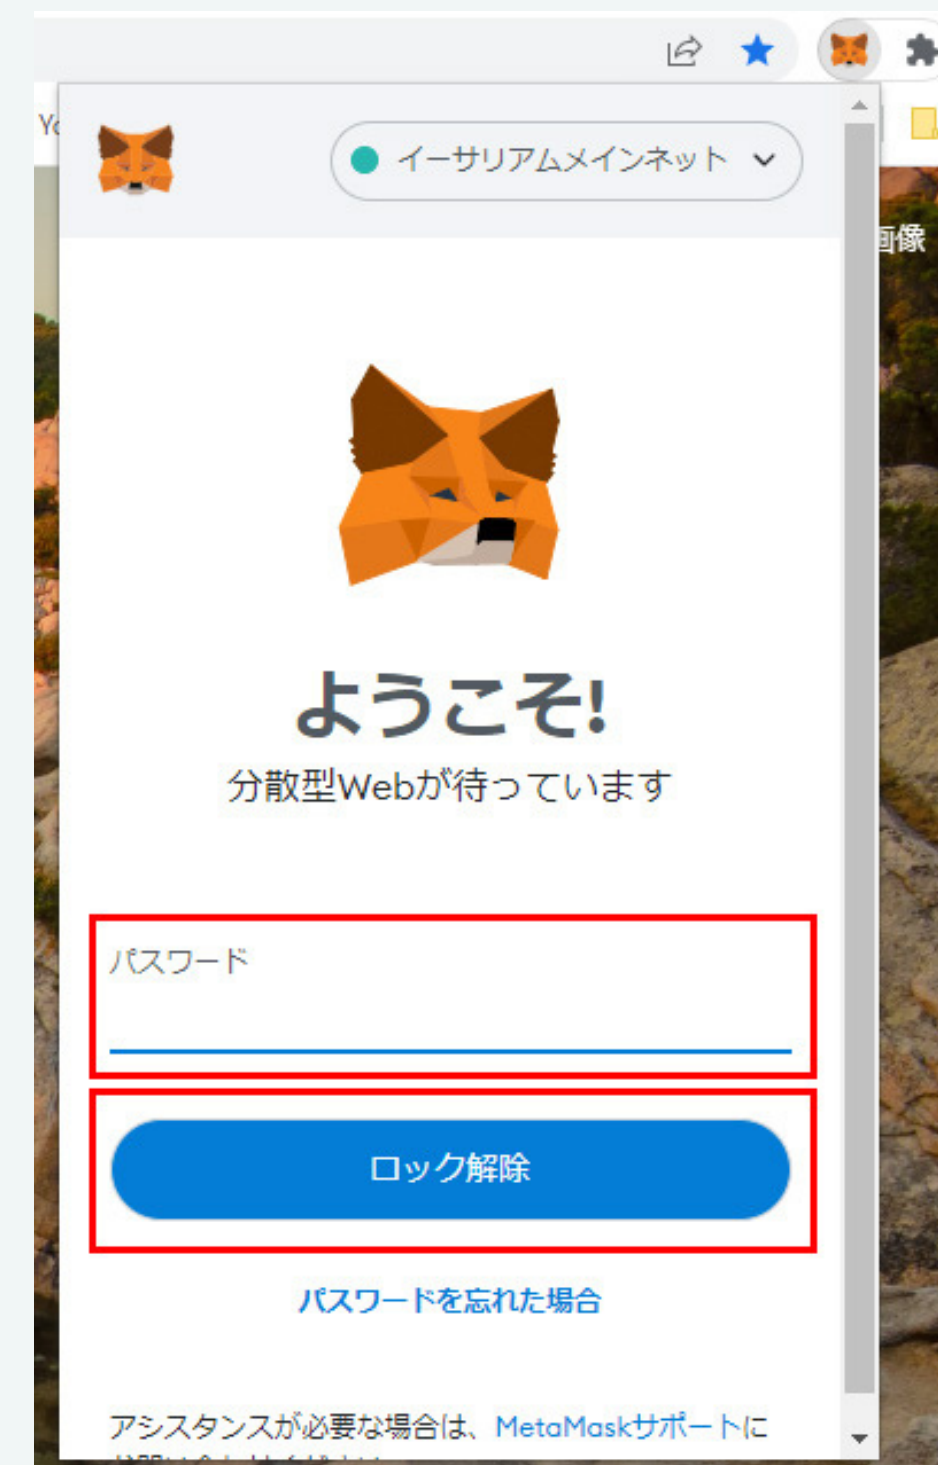 イーサリアムメインネット
画像
ようこそ!
分散型Webが待っています
パスワード
ロック解除
パスワードを忘れた場合
アシスタンスが必要な場合は、MetaMaskサポートに